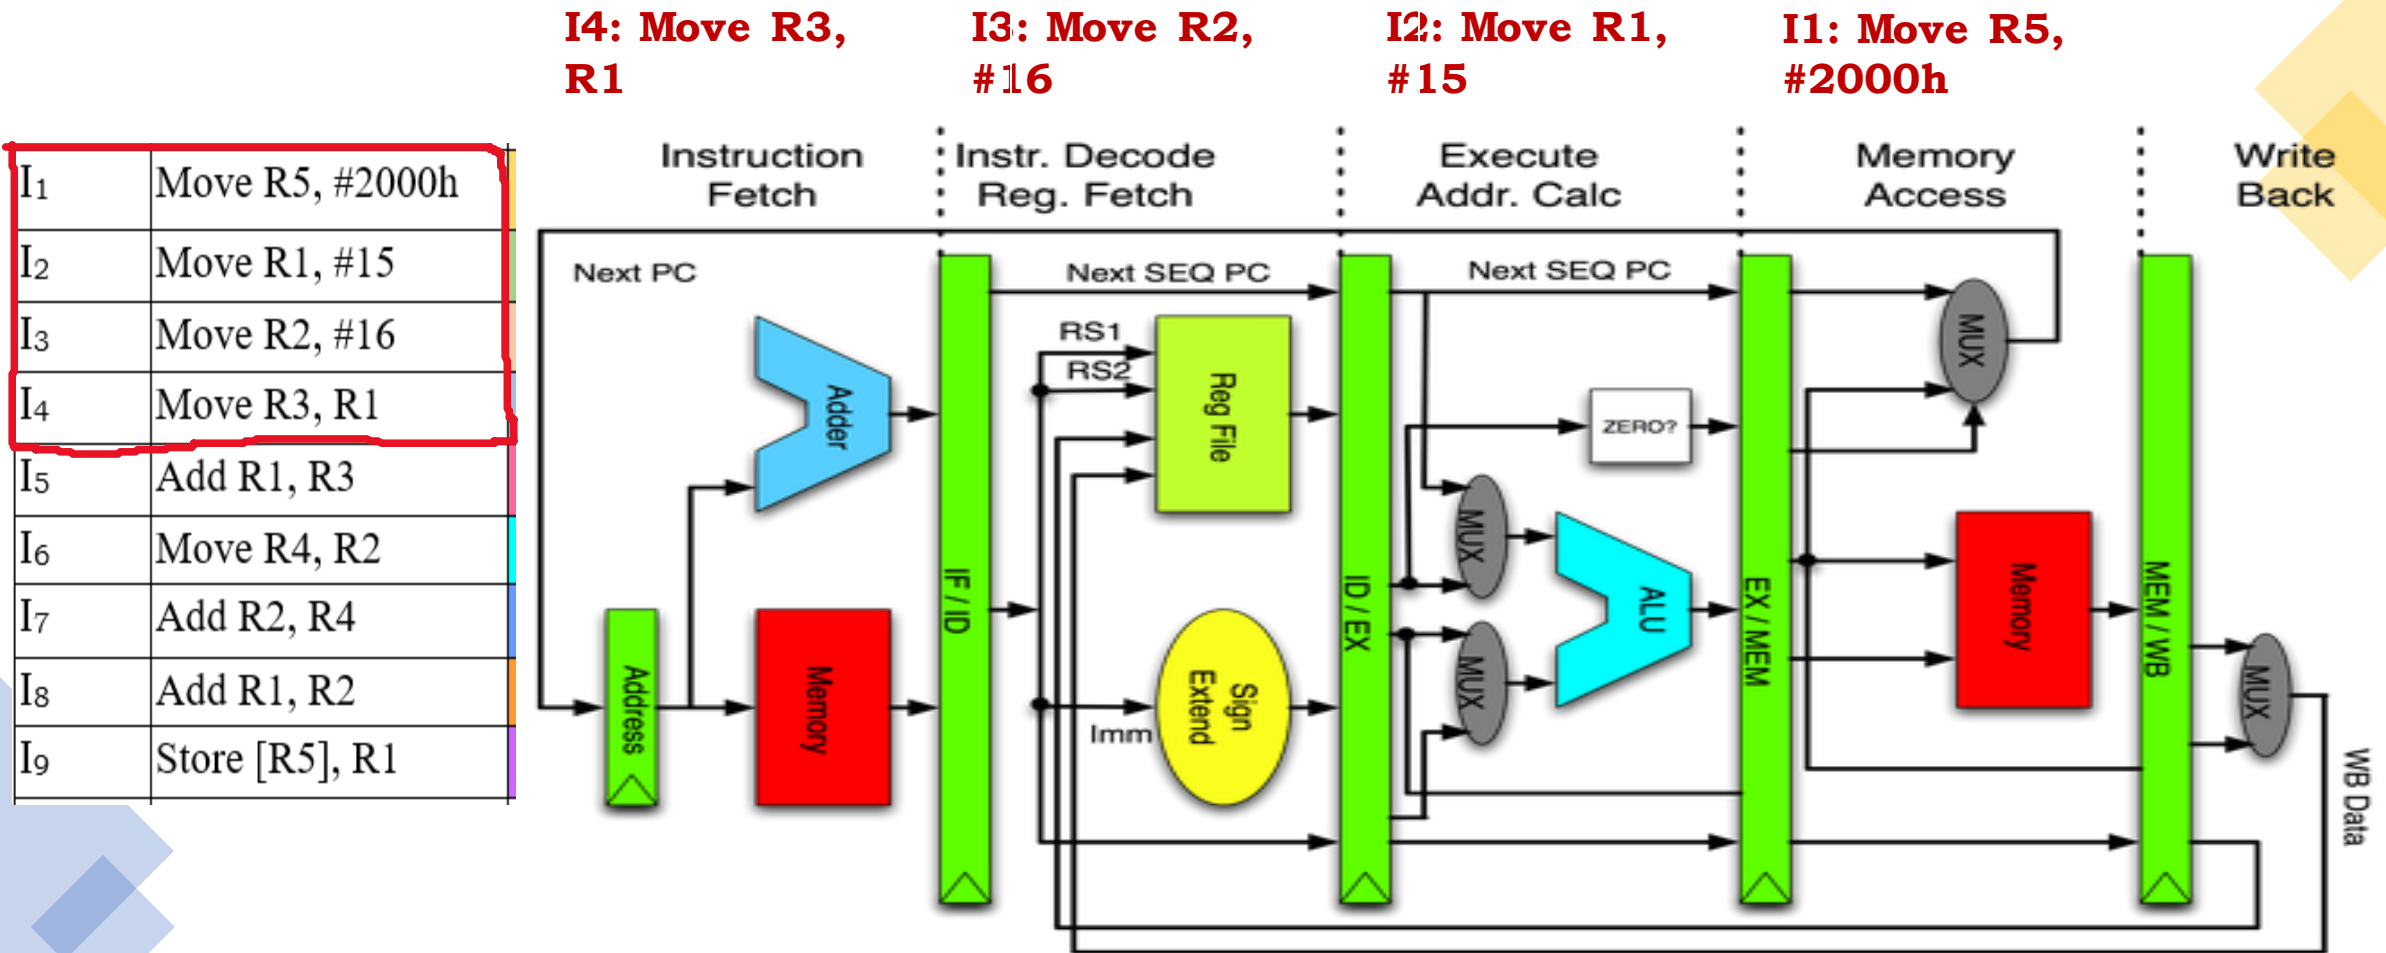 I4: Move R3,
R1
I3: Move R2,
#16
I2: Move R1,
#15
I1: Move R5,
#2000h
I1 Move R5, #2000h
I2 Move R1, #15
I3 Move R2, #16
I4 Move R3, R1
I5 Add R1, R3
I6 Move R4, R2
I7 Add R2, R4
I8 Add R1, R2
I9 Store [R5], R1
Instruction
Fetch
Instr. Decode
Reg. Fetch
Execute
Addr. Calc
Memory
Access
Write
Back
Next PC
Next SEQ PC
Next SEQ PC
RS1
RS2
Adder
Reg File
ZERO?
MUX
MUX
MUX
MUX
ALU
IF / ID
ID / EX
EX / MEM
MEM / WB
Address
Memory
Sign
Extend
Imm
Memory
WB Data